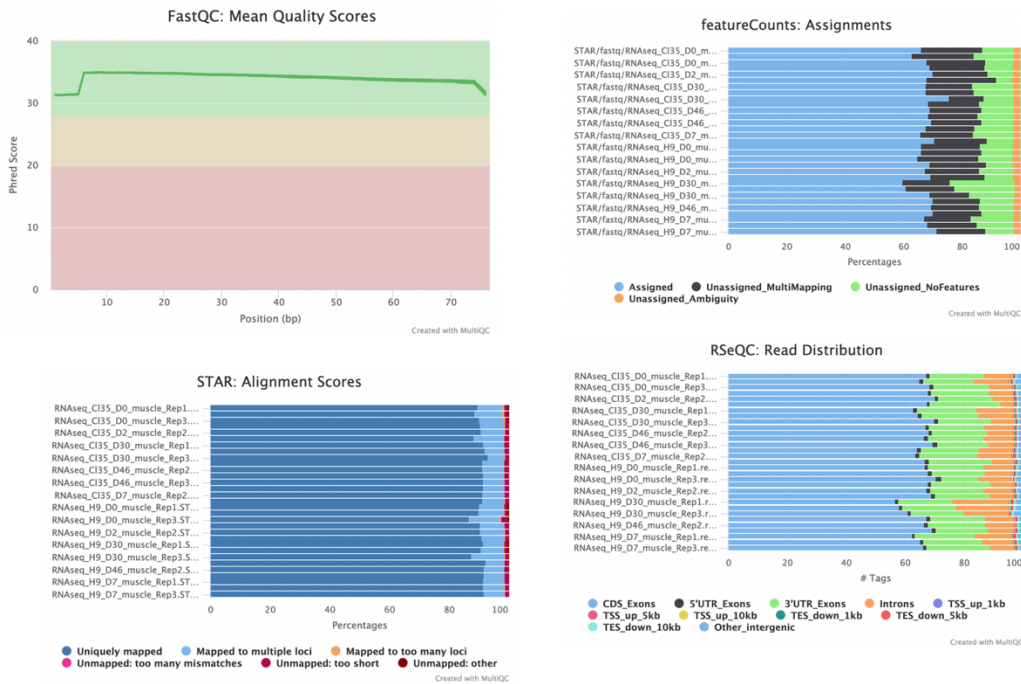 FastQC: Mean Quality Scores
40
30
20
10
0
Phred Score
10
20
30
40
50
60
70
Position (bp)
Created with MultiQC
featureCounts: Assignments
STAR/fastq/RNAseq_Cl35_D0_m...
STAR/fastq/RNAseq_Cl35_D0_m...
STAR/fastq/RNAseq_Cl35_D2_m...
STAR/fastq/RNAseq_Cl35_D30_...
STAR/fastq/RNAseq_Cl35_D30_...
STAR/fastq/RNAseq_Cl35_D46_...
STAR/fastq/RNAseq_Cl35_D46_...
STAR/fastq/RNAseq_Cl35_D7_m...
STAR/fastq/RNAseq_H9_D0_mu...
STAR/fastq/RNAseq_H9_D0_mu...
STAR/fastq/RNAseq_H9_D2_mu...
STAR/fastq/RNAseq_H9_D30_m...
STAR/fastq/RNAseq_H9_D30_m...
STAR/fastq/RNAseq_H9_D46_m...
STAR/fastq/RNAseq_H9_D7_mu...
STAR/fastq/RNAseq_H9_D7_mu...
0 20 40 60 80 100
Percentages
Assigned Unassigned_MultiMapping Unassigned_NoFeatures
Unassigned_Ambiguity
Created with MultiQC
STAR: Alignment Scores
RNAseq_Cl35_D0_muscle_Rep1....
RNAseq_Cl35_D0_muscle_Rep3....
RNAseq_Cl35_D2_muscle_Rep2....
RNAseq_Cl35_D30_muscle_Rep1...
RNAseq_Cl35_D30_muscle_Rep3...
RNAseq_Cl35_D46_muscle_Rep2...
RNAseq_Cl35_D46_muscle_Rep3...
RNAseq_Cl35_D7_muscle_Rep2....
RNAseq_H9_D0_muscle_Rep1.ST...
RNAseq_H9_D0_muscle_Rep3.ST...
RNAseq_H9_D2_muscle_Rep2.ST...
RNAseq_H9_D30_muscle_Rep1.S...
RNAseq_H9_D30_muscle_Rep3.S...
RNAseq_H9_D46_muscle_Rep2.S...
RNAseq_H9_D7_muscle_Rep1.ST...
RNAseq_H9_D7_muscle_Rep3.ST...
0 20 40 60 80 100
Percentages
Uniquely mapped Mapped to multiple loci Mapped to too many loci
Unmapped: too many mismatches Unmapped: too short Unmapped: other
Created with MultiQC
RSeQC: Read Distribution
RNAseq_Cl35_D0_muscle_Rep1....
RNAseq_Cl35_D0_muscle_Rep3....
RNAseq_Cl35_D2_muscle_Rep2....
RNAseq_Cl35_D30_muscle_Rep1...
RNAseq_Cl35_D30_muscle_Rep3...
RNAseq_Cl35_D46_muscle_Rep2...
RNAseq_Cl35_D46_muscle_Rep3...
RNAseq_Cl35_D7_muscle_Rep2....
RNAseq_H9_D0_muscle_Rep1.re...
RNAseq_H9_D0_muscle_Rep3.re...
RNAseq_H9_D2_muscle_Rep2.re...
RNAseq_H9_D30_muscle_Rep1.r...
RNAseq_H9_D30_muscle_Rep3.r...
RNAseq_H9_D46_muscle_Rep2.r...
RNAseq_H9_D7_muscle_Rep1.re...
RNAseq_H9_D7_muscle_Rep3.re...
0 20 40 60 80 100
# Tags
CDS_Exons 5'UTR_Exons 3'UTR_Exons Introns TSS_up_1kb
TSS_up_5kb TSS_up_10kb TES_down_1kb TES_down_5kb
TES_down_10kb Other_intergenic
Created with MultiQC